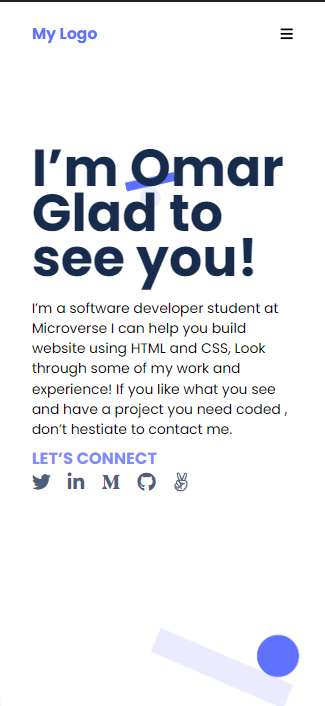 My Logo
I’m Omar
Glad to
see you!
I’m a software developer student at
Microverse I can help you build
website using HTML and CSS, Look
through some of my work and
experience! If you like what you see
and have a project you need coded ,
don’t hestiate to contact me.
LET’S CONNECT